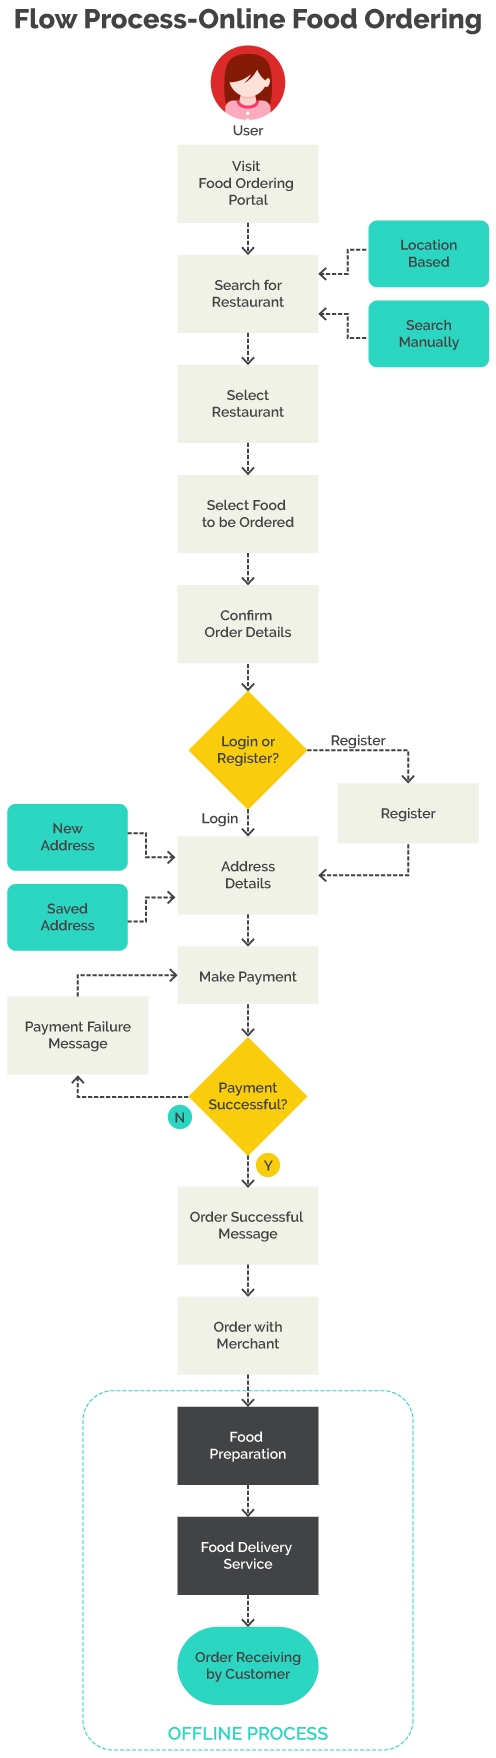 Flow Process-Online Food Ordering
User
Visit
Food Ordering
Portal
Location
Based
Search for
Restaurant
Search
Manually
Select
Restaurant
Select Food
to be Ordered
Confirm
Order Details
Login or
Register?
Register
Register
Login
New
Address
Address
Details
Saved
Address
Make Payment
Payment Failure
Message
Payment
Successful?
N
Y
Order Successful
Message
Order with
Merchant
Food
Preparation
Food Delivery
Service
Order Receiving
by Customer
OFFLINE PROCESS